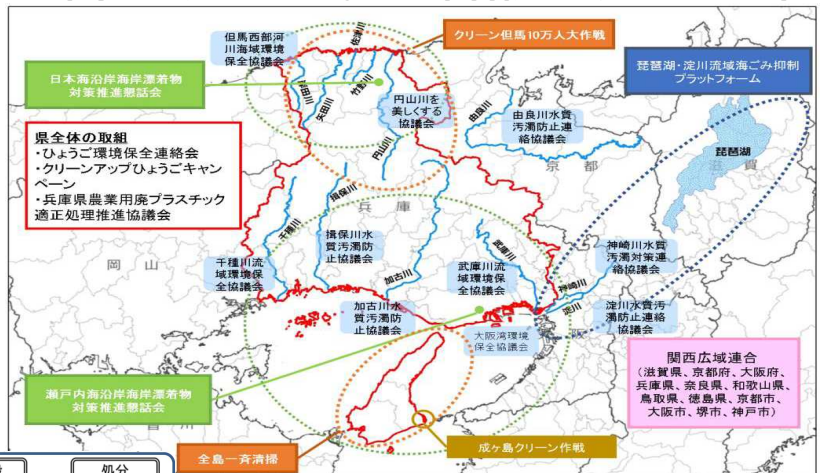 但馬西部河
川海域環境
保全協議会
佐津川
クリーン但馬10万人大作戦
琵琶湖・淀川流域海ごみ抑制
プラットフォーム
日本海沿岸海岸漂着物
対策推進懇話会
岸田川
矢田川
竹野川
円山川を
美しくする
協議会
由良川
由良川水質
汚濁防止連
絡協議会
琵琶湖
滋賀
京都
県全体の取組
・ひょうご環境保全連絡会
・クリーンアップひょうごキャン
ペーン
・兵庫県農業用廃プラスチック
適正処理推進協議会
円山川
兵庫
岡山
千種川
揖保川
千種川流
域環境保
全協議会
揖保川水
質汚濁防
止協議会
加古川
武庫川
武庫川流
域環境保
全協議会
神崎川
神崎川水質
汚濁対策連
絡協議会
淀川
淀川水質汚
濁防止連絡
協議会
加古川水
質汚濁防
止協議会
大阪湾環境
保全協議会
関西広域連合
(滋賀県、京都府、大阪府、
兵庫県、奈良県、和歌山県、
鳥取県、徳島県、京都市、
大阪市、堺市、神戸市)
瀬戸内海沿岸海岸漂着物
対策推進懇話会
全島一斉清掃
成ヶ島クリーン作戦
処分